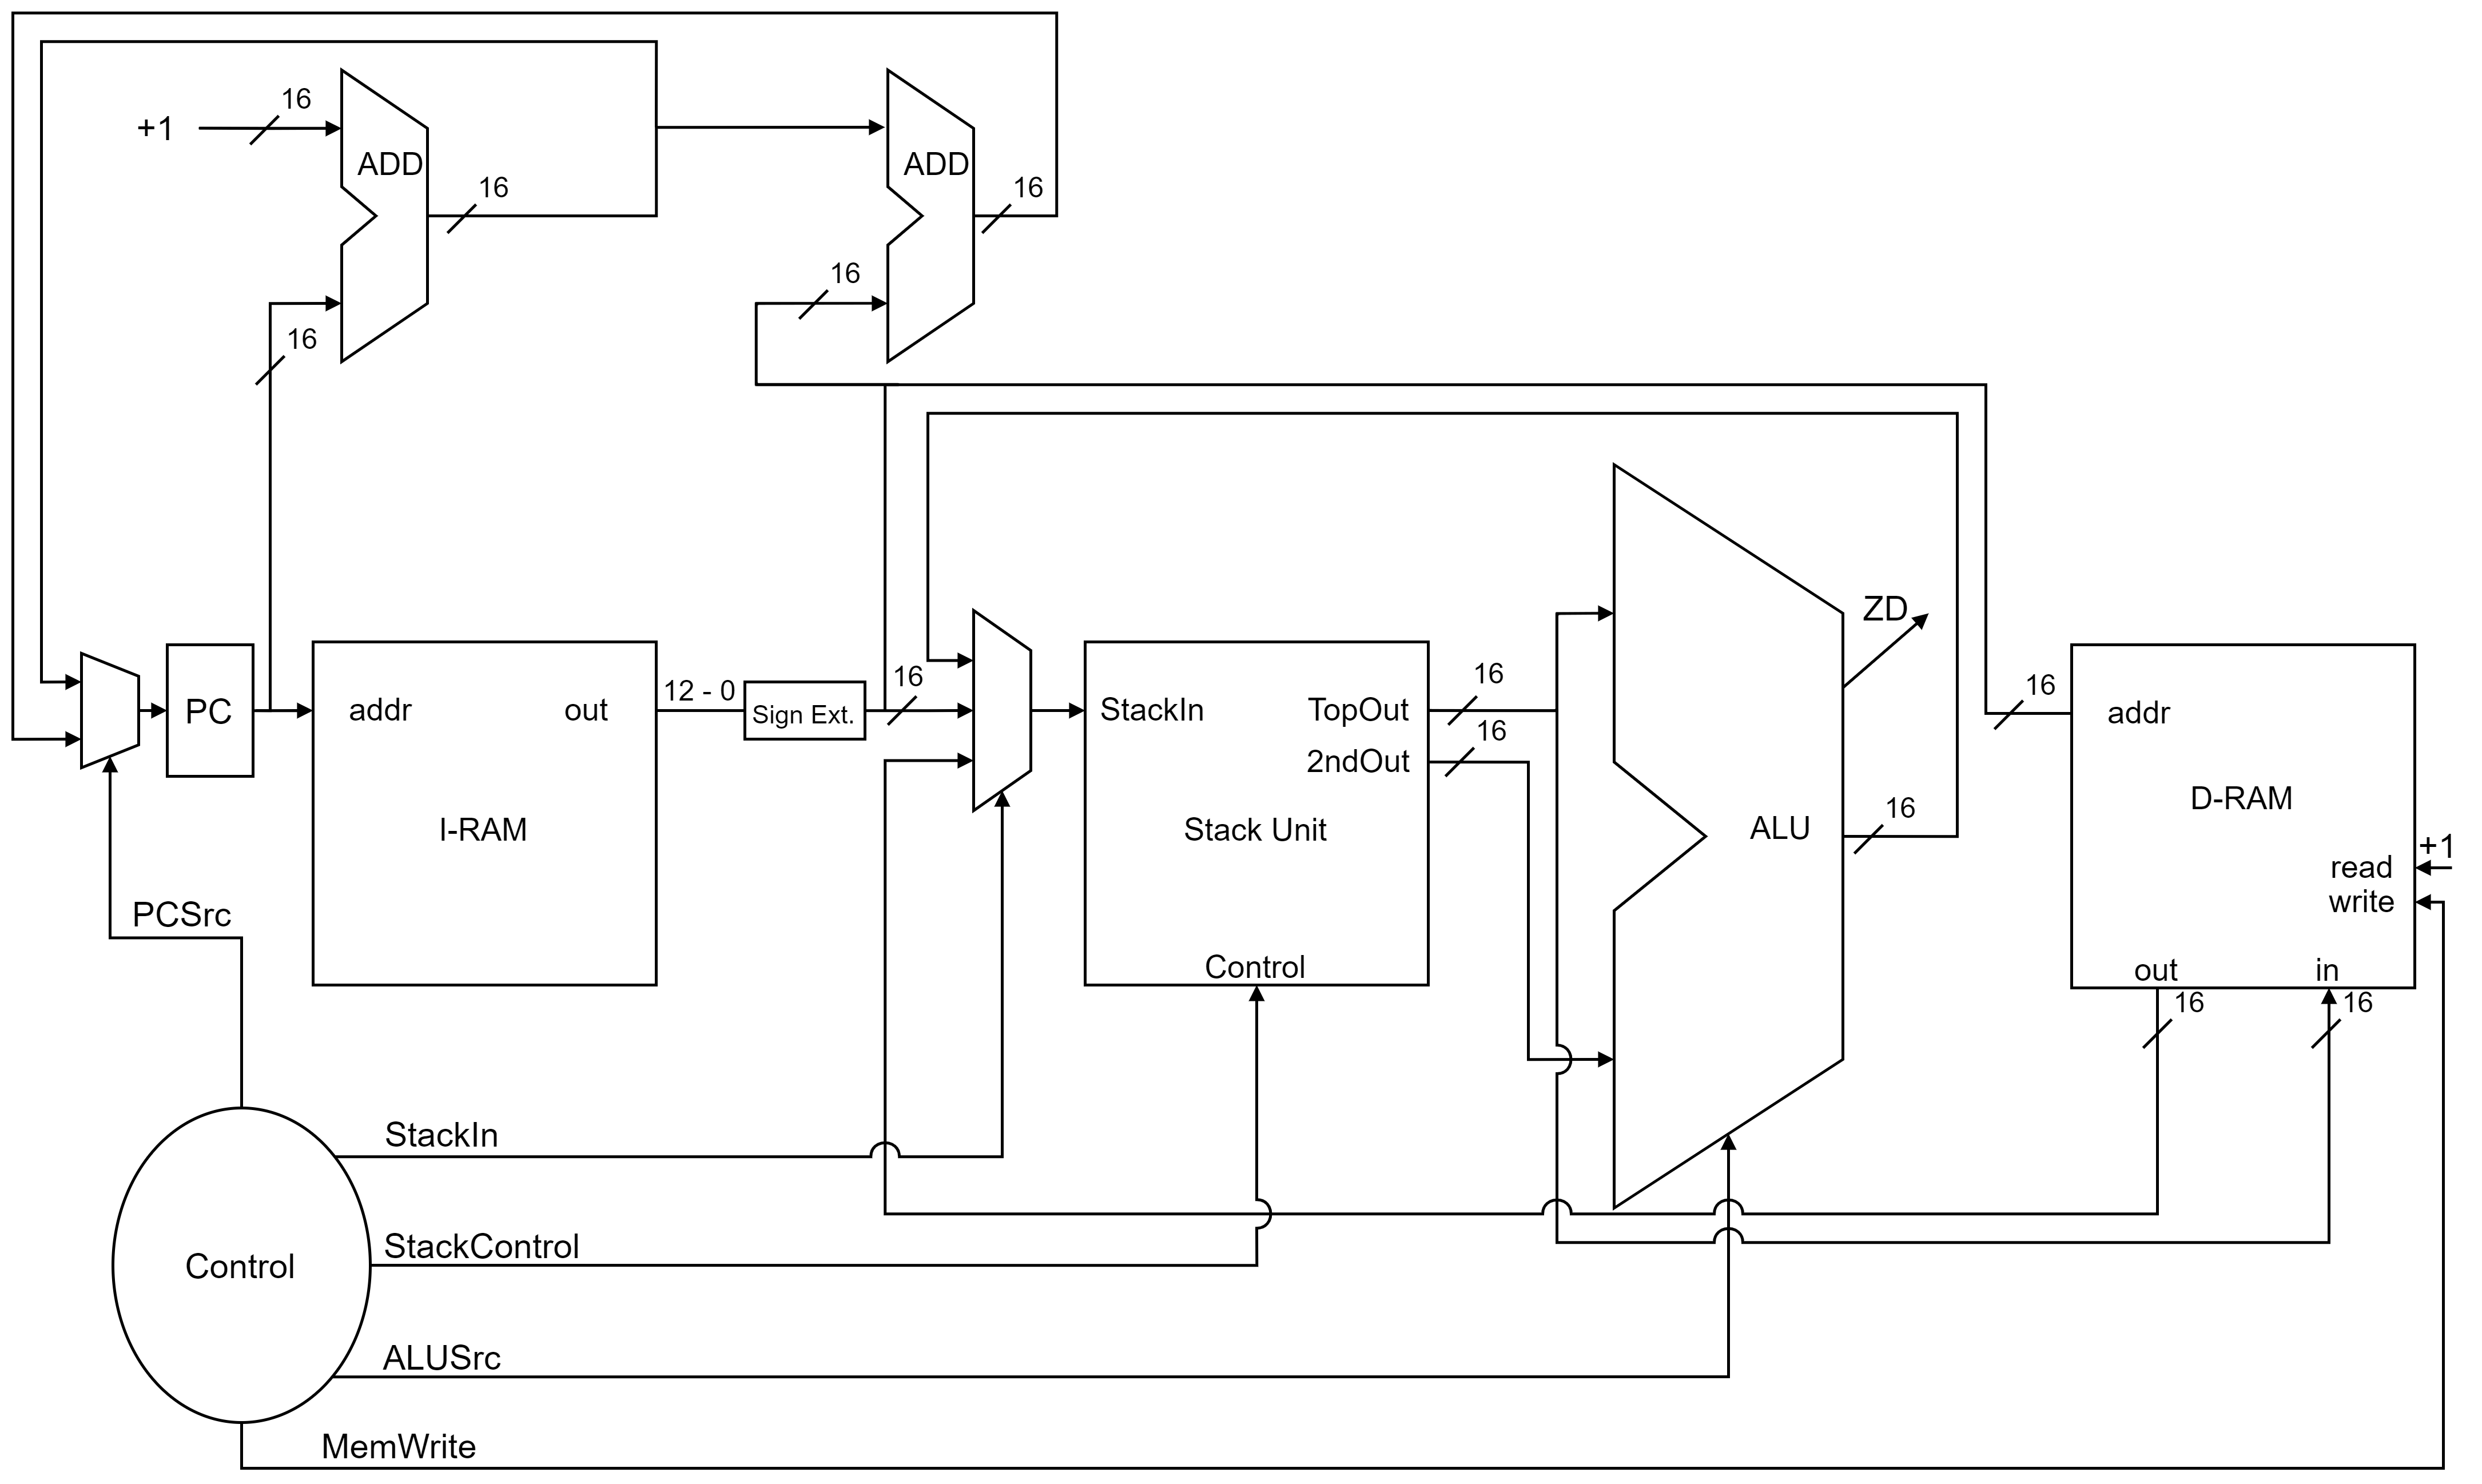 16
+1
ADD
16
16
ADD
16
16
16
12 - 0
Sign Ext.
16
PC
addr
out
I-RAM
StackIn
TopOut
2ndOut
Stack Unit
Control
16
16
ZD
ALU
16
16
addr
D-RAM
+1
read
write
out
in
16
16
PCSrc
StackIn
StackControl
Control
ALUSrc
MemWrite